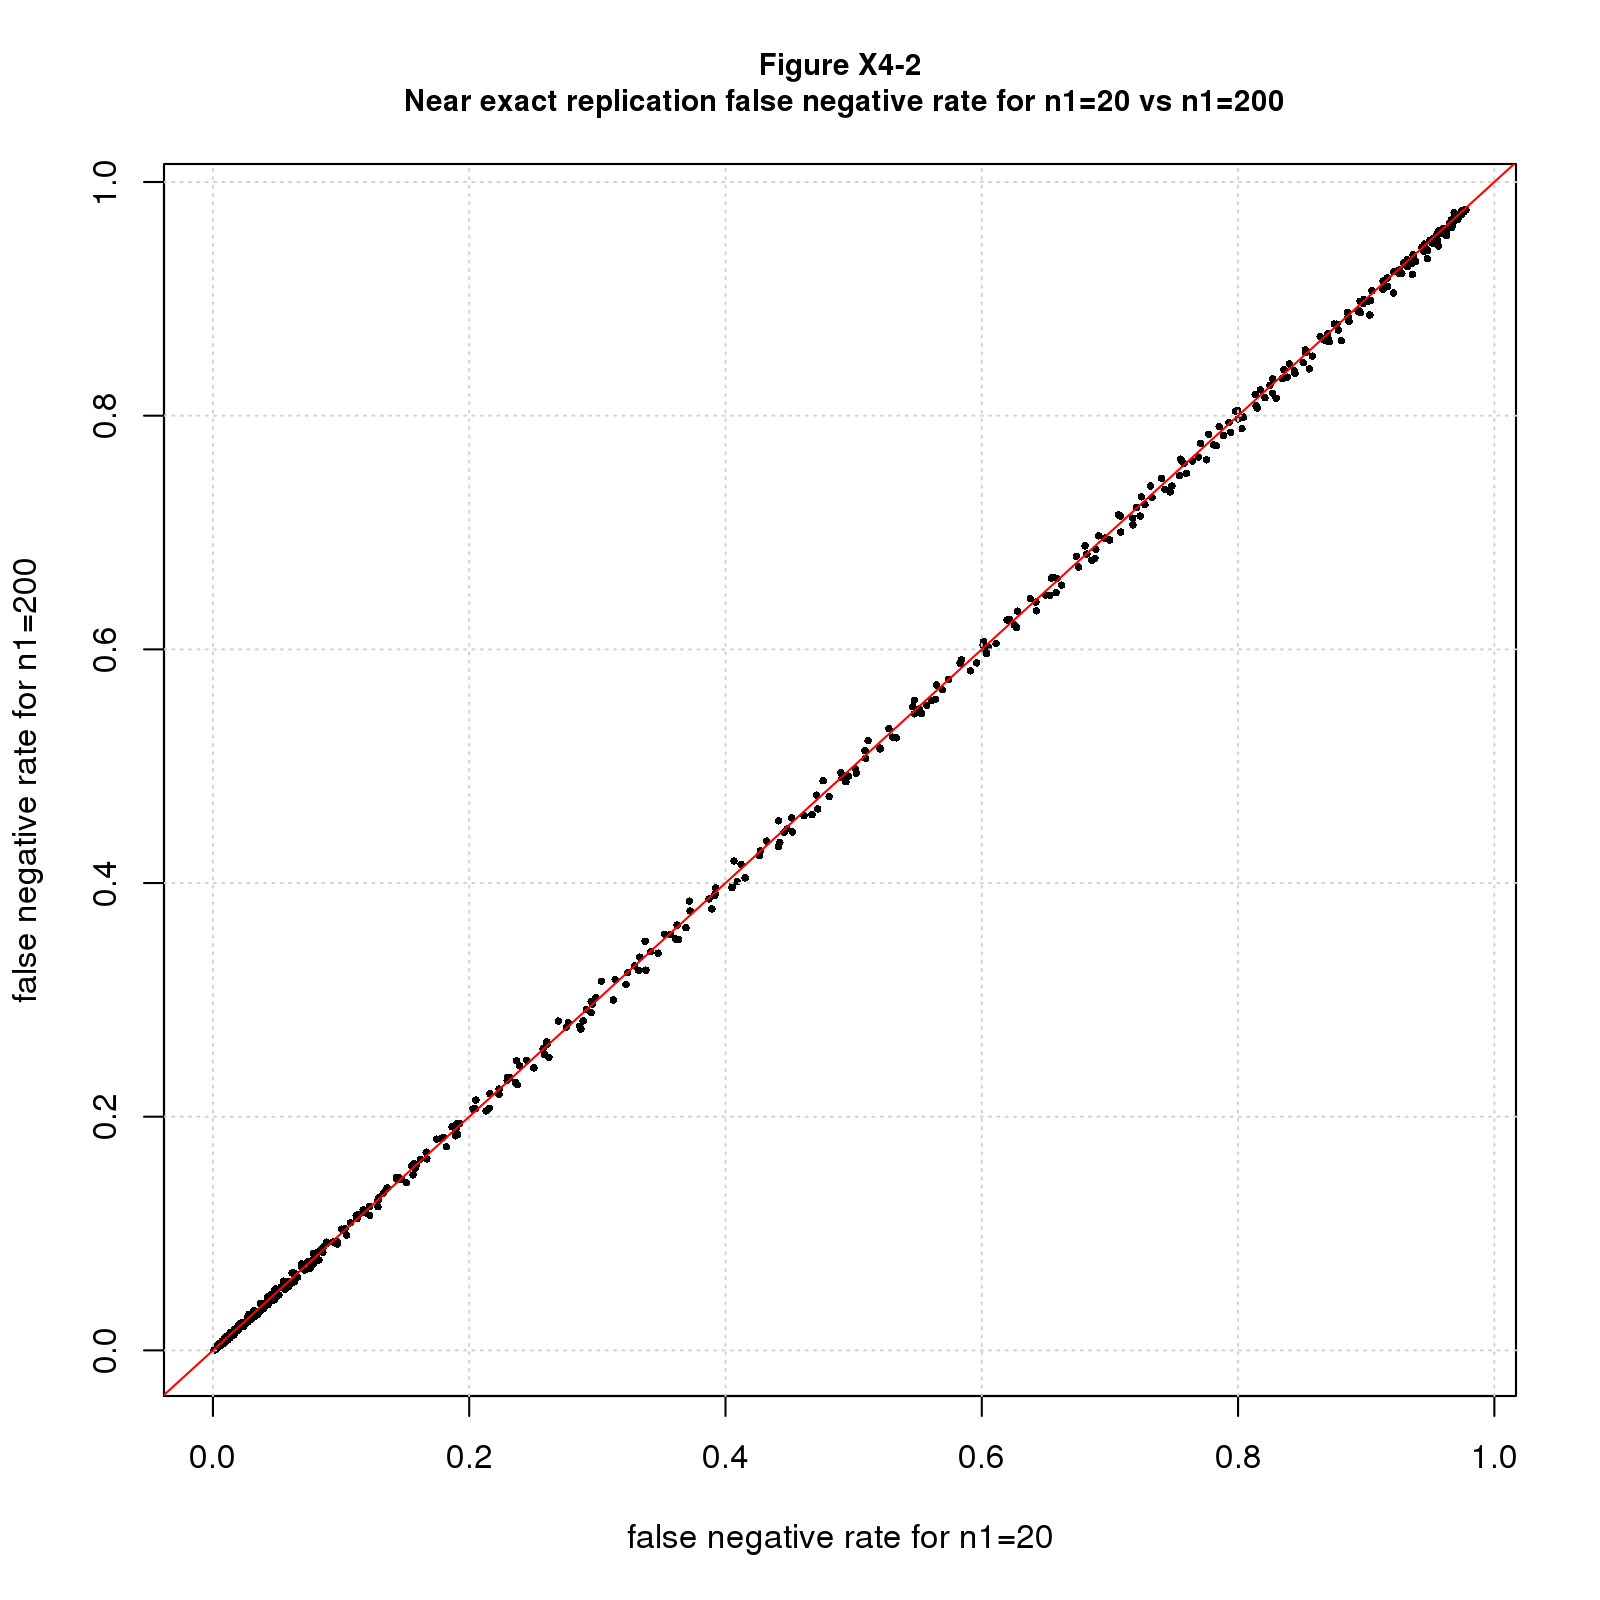 Figure X4-2
Near exact replication false negative rate for n1=20 vs n1=200
false negative rate for n1=200
1.0
0.8
0.6
0.4
0.2
0.0
0.0 0.2 0.4 0.6 0.8 1.0
false negative rate for n1=20